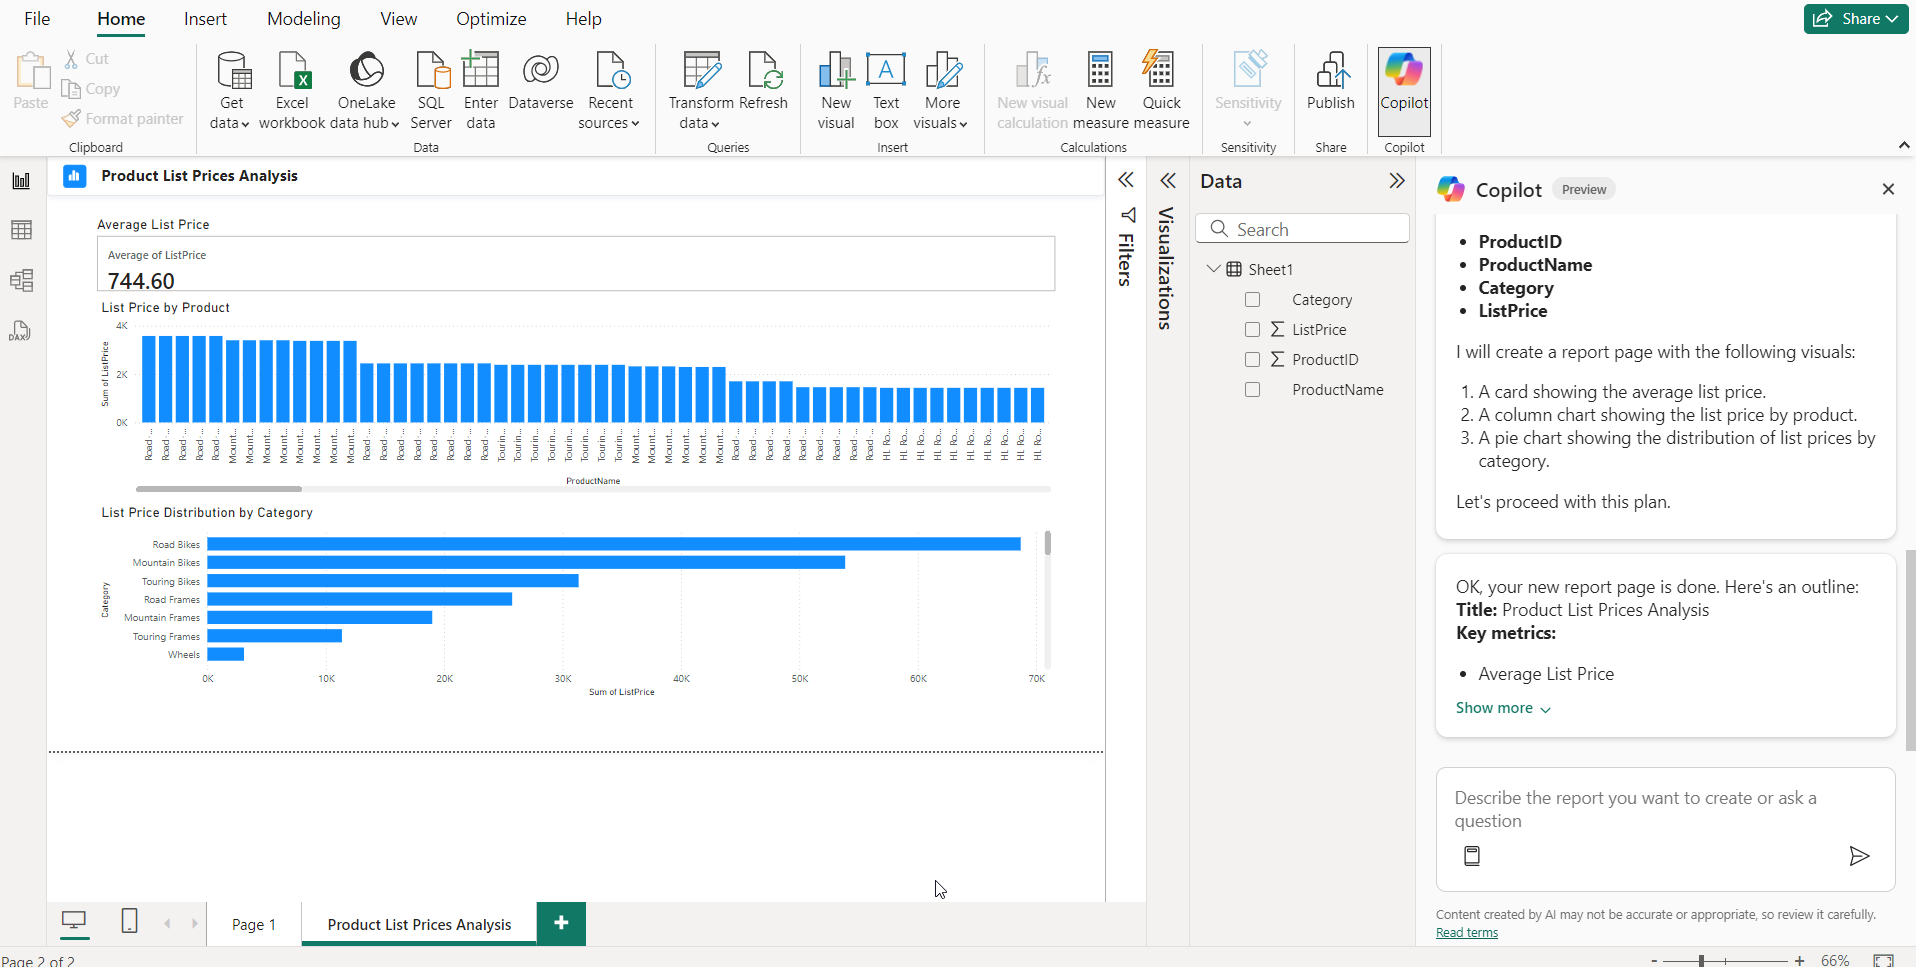 File Home Insert Modeling View Optimize Help Share
Paste Cut
Copy
Format painter
Clipboard
Get data Excel workbook OneLake data hub SQL Server Enter data Dataverse Recent sources
Data
Transform data Refresh
Queries
New visual Text box A More visuals
Insert
New visual calculation New measure Quick measure
Calculations
Sensitivity
Sensitivity
Publish
Share
Copilot
Copilot
DAX
Product List Prices Analysis
Average List Price
Average of ListPrice
744.60
List Price by Product
Sum of ListPrice
4K
2K
0K
Road -... Road -... Road -... Road -... Road -... Mount... Mount... Mount... Mount... Mount... Mount... Mount... Mount... Road -... Road -... Road -... Road -... Road -... Road -... Road -... Road -... Tourin... Tourin... Tourin... Tourin... Tourin... Tourin... Tourin... Tourin... Mount... Mount... Mount... Mount... Mount... Mount... Road -... Road -... Road -... Road -... Road -... Road -... Road -... Road -... Road -... HL Ro... HL Ro... HL Ro... HL Ro... HL Ro... HL Ro... HL Ro... HL Ro... HL Ro... HL Ro...
ProductName
List Price Distribution by Category
Category
Road Bikes
Mountain Bikes
Touring Bikes
Road Frames
Mountain Frames
Touring Frames
Wheels
0K 10K 20K 30K 40K 50K 60K 70K
Sum of ListPrice
Filters
Visualizations
Data
Search
Sheet1
Category
ListPrice
ProductID
ProductName
Copilot Preview
• ProductID
• ProductName
• Category
• ListPrice
I will create a report page with the following visuals:
1. A card showing the average list price.
2. A column chart showing the list price by product.
3. A pie chart showing the distribution of list prices by
category.
Let's proceed with this plan.
OK, your new report page is done. Here's an outline:
Title: Product List Prices Analysis
Key metrics:
• Average List Price
Show more
Describe the report you want to create or ask a
question
Content created by AI may not be accurate or appropriate, so review it carefully.
Read terms
Page 1 Product List Prices Analysis +
Page 2 of 2
- + 66%